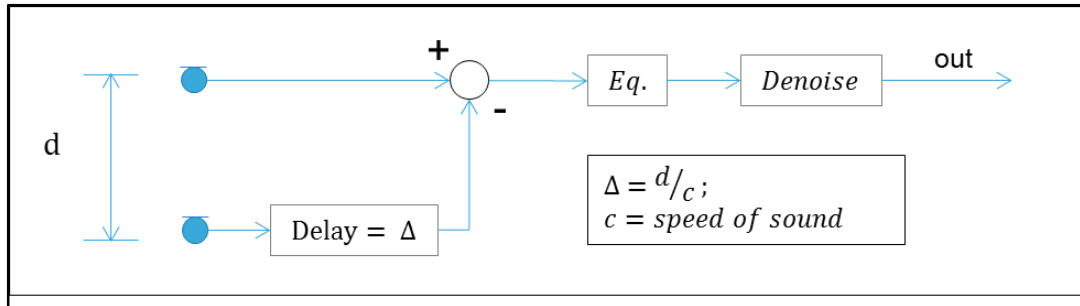 +
out
Eq.
Denoise
-
d
Δ = d/c ;
c = speed of sound
Delay = Δ